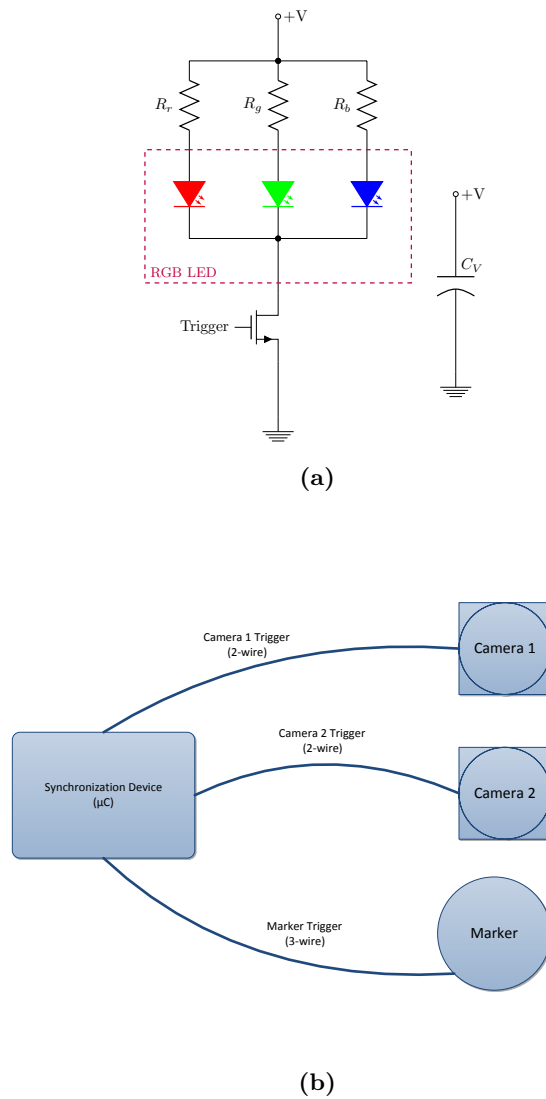 +V
R_r
R_g
R_b
+V
C_V
RGB LED
Trigger
(a)
Camera 1 Trigger
(2-wire)
Camera 1
Camera 2 Trigger
(2-wire)
Synchronization Device
(µC)
Camera 2
Marker Trigger
(3-wire)
Marker
(b)